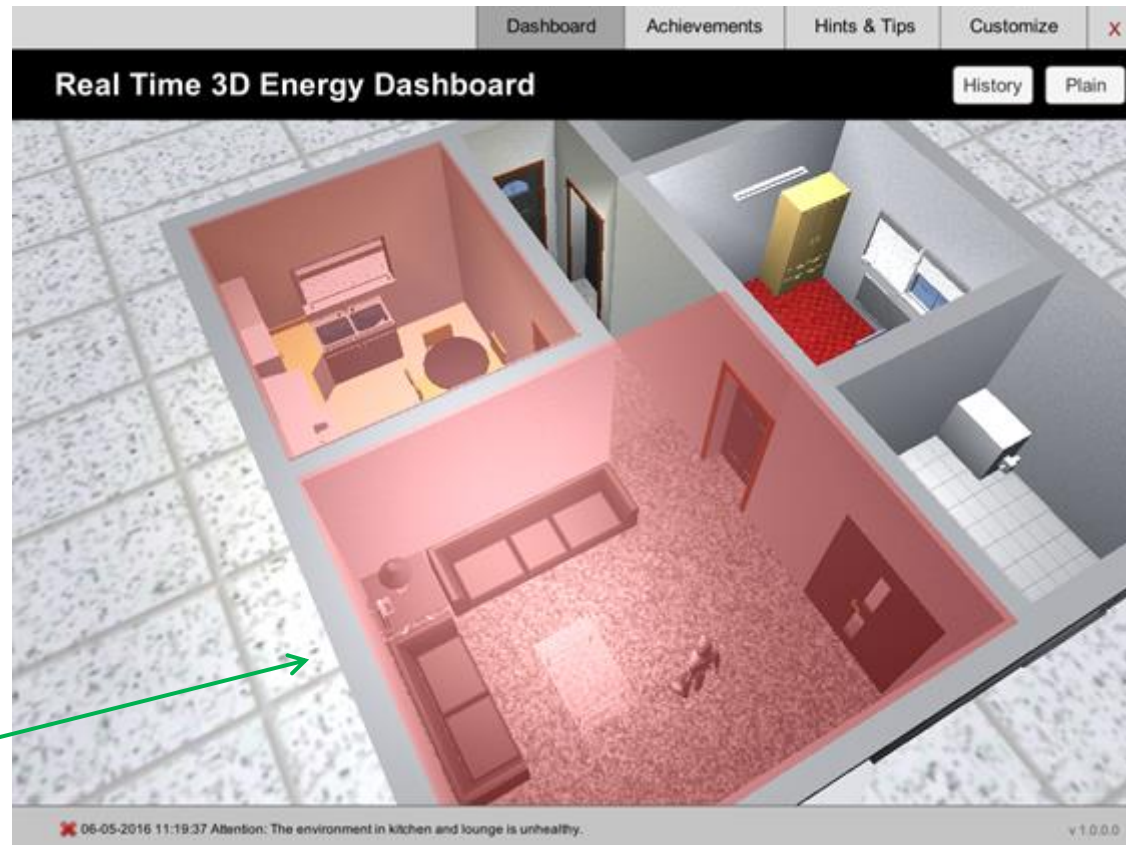 Dashboard Achievements Hints & Tips Customize X
Real Time 3D Energy Dashboard History Plain
06-05-2016 11:19:37 Attention: The environment in kitchen and lounge is unhealthy. v 1.0.0.0